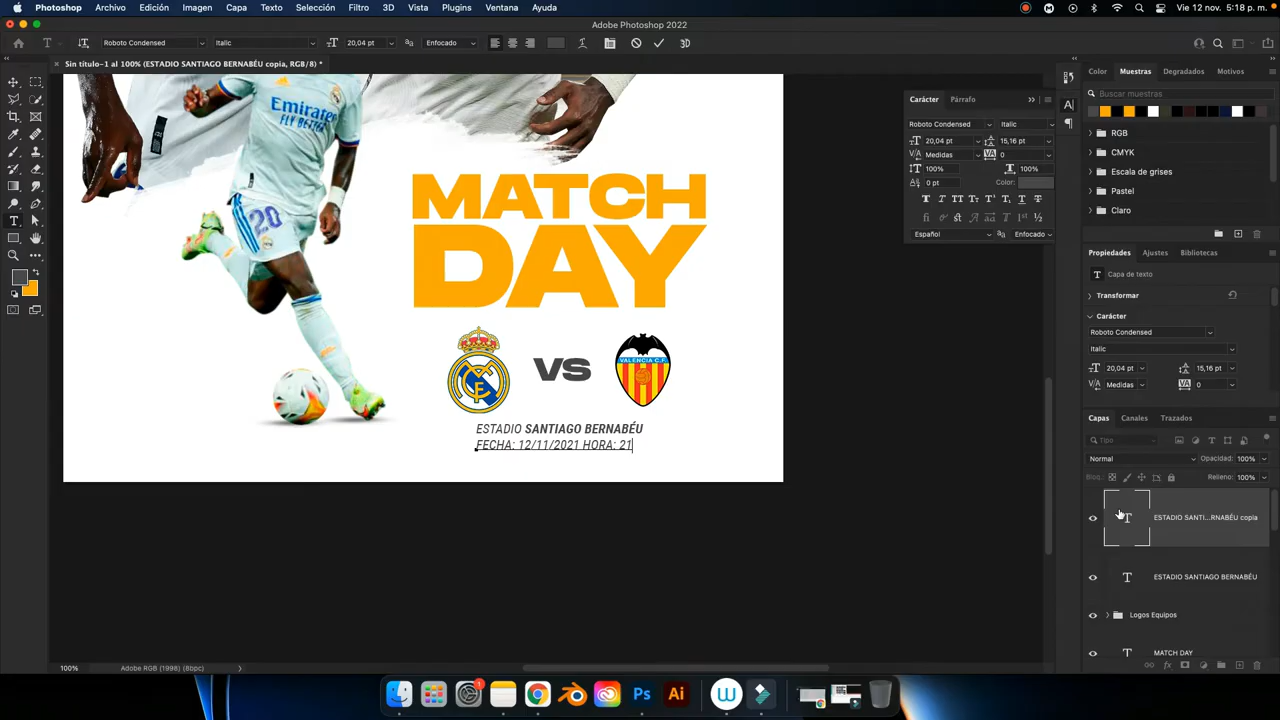 Photoshop Archivo Edición Imagen Capa Texto Selección Filtro 3D Vista Plugins Ventana Ayuda Vie 12 nov. 5:18 p. m.
Adobe Photoshop 2022
Roboto Condensed Italic 20,04 pt Enfocado 3D
Sin título-1 al 100% (ESTADIO SANTIAGO BERNABÉU copia, RGB/8) *
Color Muestras Degradados Motivos
Buscar muestras
RGB
CMYK
Escala de grises
Pastel
Claro
Carácter Párrafo
Roboto Condensed Italic
20,04 pt 15,16 pt
Medidas 0
100% 100%
0 pt Color:
Español Enfocado
Propiedades Ajustes Bibliotecas
Capa de texto
Transformar
Carácter
Roboto Condensed
Italic
20,04 pt 15,16 pt
Medidas 0
Capas Canales Trazados
Tipo
Normal Opacidad: 100%
Bloq.: Relleno: 100%
ESTADIO SANTI...RNABÉU copia
ESTADIO SANTIAGO BERNABÉU
Logos Equipos
MATCH DAY
Emirates
FLY BETTER
20
MATCH
DAY
VS
VALENCIA C.F
ESTADIO SANTIAGO BERNABÉU
FECHA: 12/11/2021 HORA: 21
100% Adobe RGB (1998) (8bpc)
1
Ps
Ai